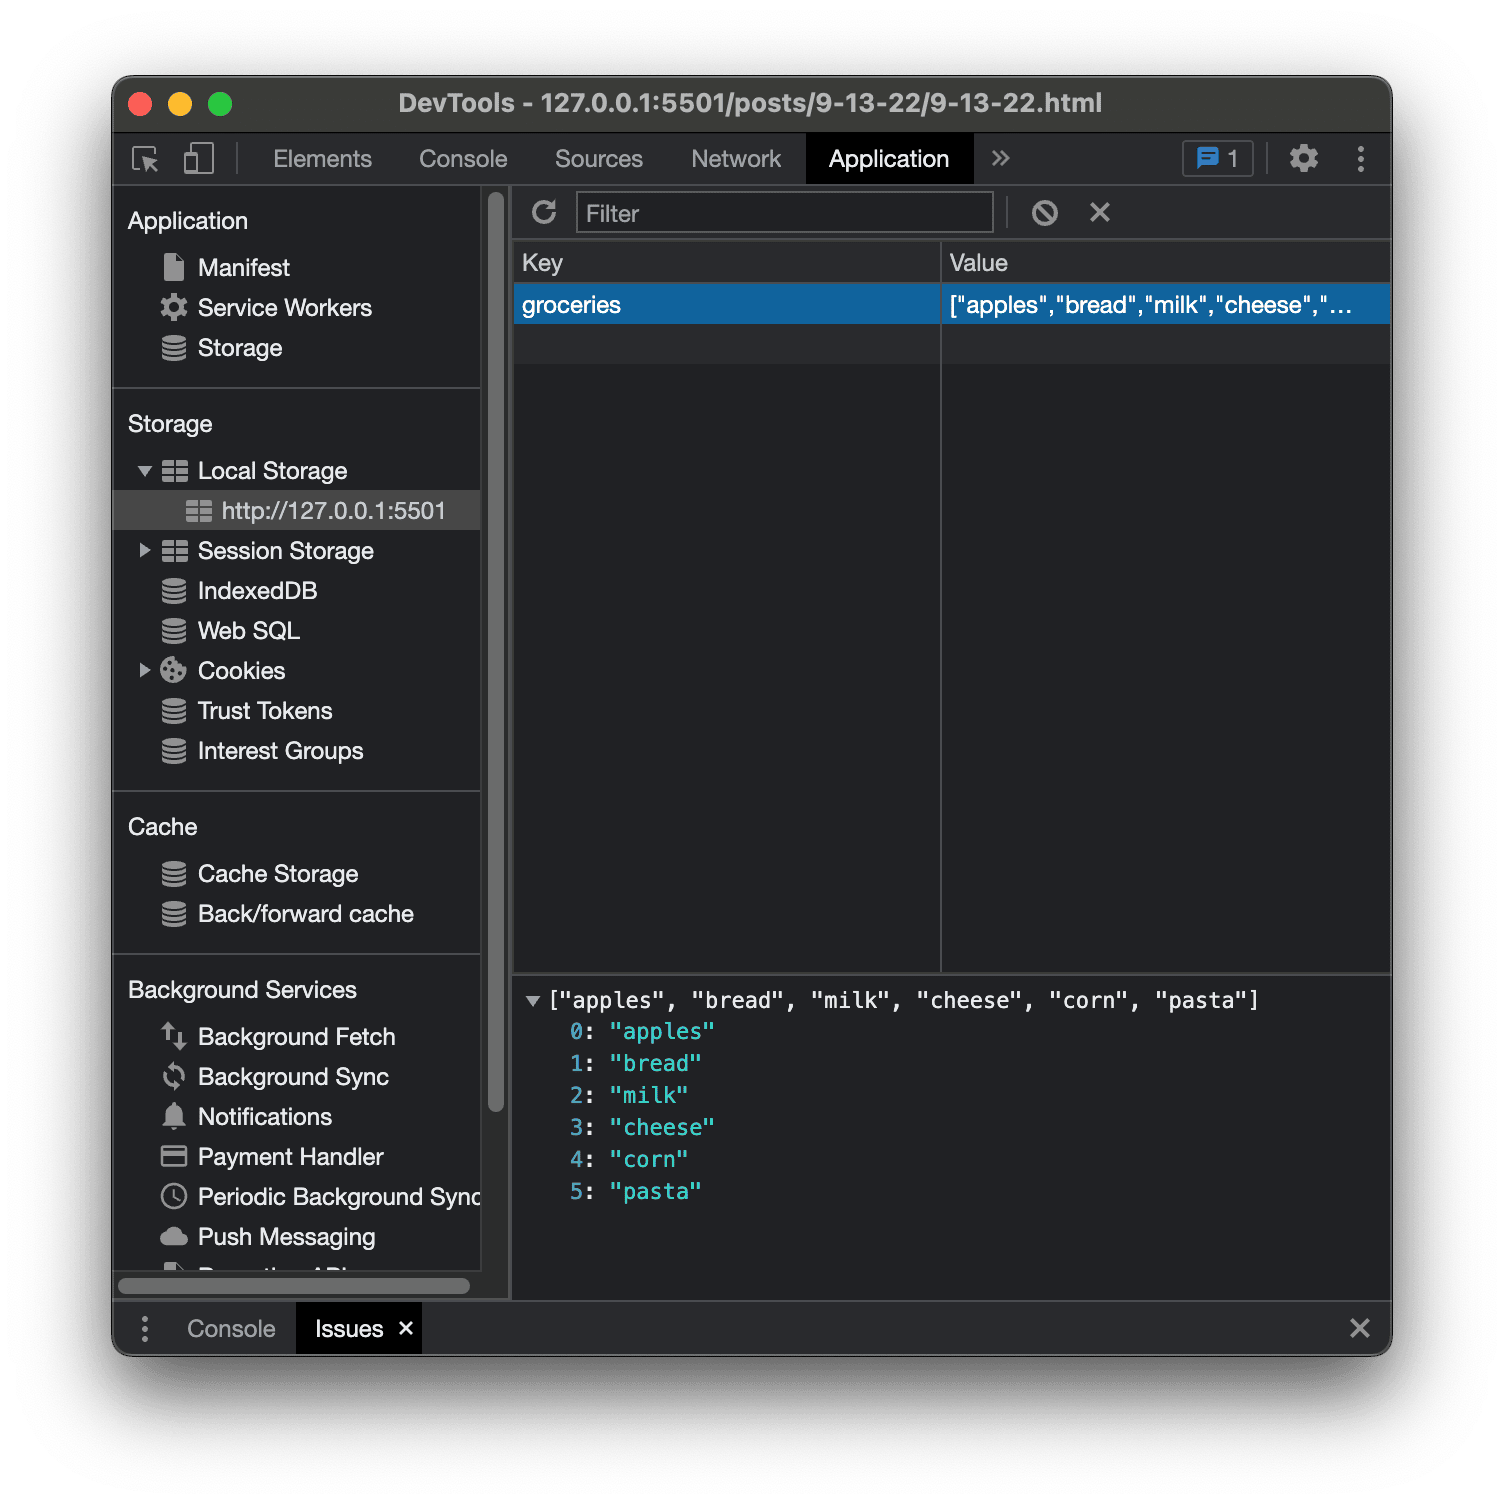 DevTools - 127.0.0.1:5501/posts/9-13-22/9-13-22.html
Elements Console Sources Network Application » 1
Application
Manifest
Service Workers
Storage
Storage
Local Storage
http://127.0.0.1:5501
Session Storage
IndexedDB
Web SQL
Cookies
Trust Tokens
Interest Groups
Cache
Cache Storage
Back/forward cache
Background Services
Background Fetch
Background Sync
Notifications
Payment Handler
Periodic Background Sync
Push Messaging
Filter
Key Value
groceries ["apples","bread","milk","cheese","…
["apples", "bread", "milk", "cheese", "corn", "pasta"]
0: "apples"
1: "bread"
2: "milk"
3: "cheese"
4: "corn"
5: "pasta"
Console Issues